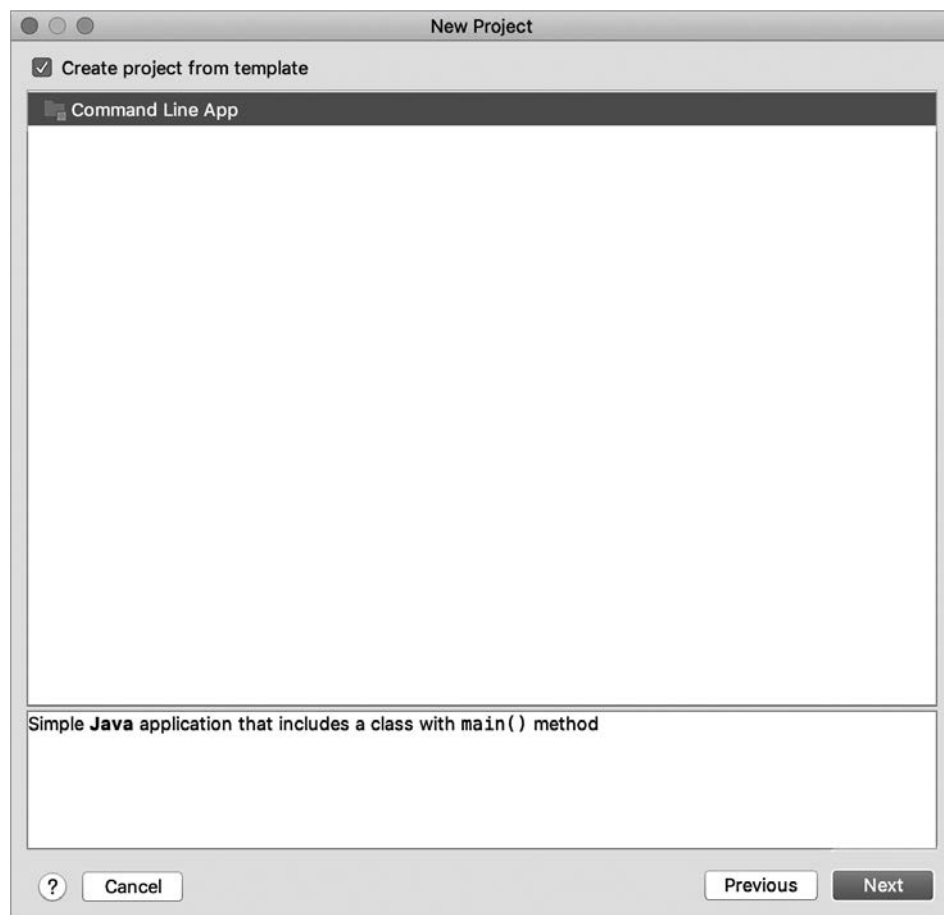 New Project
Create project from template
Command Line App
Simple Java application that includes a class with main() method
?
Cancel
Previous
Next